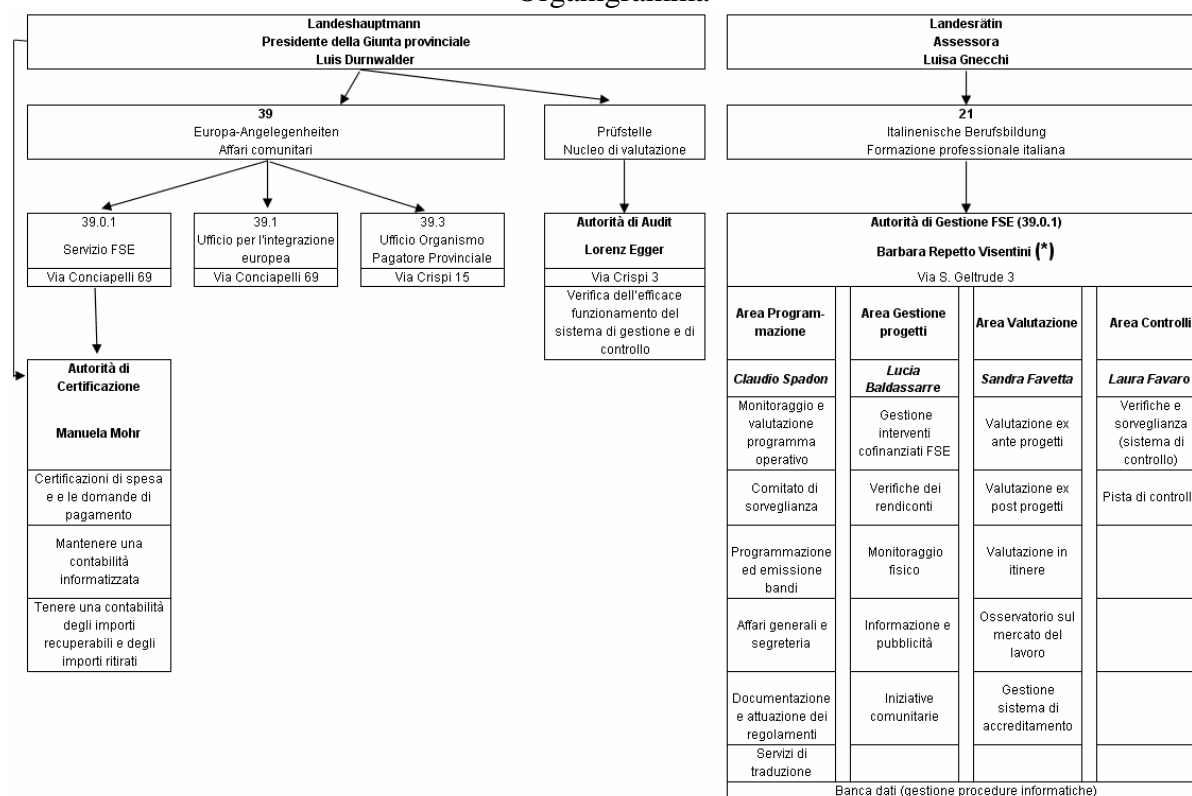 Organigramma
Landeshauptmann
Presidente della Giunta provinciale
Luis Durnwalder
Landesrätin
Assessora
Luisa Gnecchi
39
Europa-Angelegenheiten
Affari comunitari
Prüfstelle
Nucleo di valutazione
21
Italinenische Berufsbildung
Formazione professionale italiana
39.0.1
Servizio FSE
Via Conciapelli 69
39.1
Ufficio per l'integrazione
europea
Via Conciapelli 69
39.3
Ufficio Organismo
Pagatore Provinciale
Via Crispi 15
Autorità di Audit
Lorenz Egger
Via Crispi 3
Verifica dell'efficace
funzionamento del
sistema di gestione e di
controllo
Autorità di Gestione FSE (39.0.1)
Barbara Repetto Visentini (*)
Via S. Geltrude 3
Autorità di
Certificazione
Manuela Mohr
Certificazioni di spesa
e e le domande di
pagamento
Mantenere una
contabilità
informatizzata
Tenere una contabilità
degli importi
recuperabili e degli
importi ritirati
Area Program-
mazione
Claudio Spadon
Monitoraggio e
valutazione
programma
operativo
Comitato di
sorveglianza
Programmazione
ed emissione
bandi
Affari generali e
segreteria
Documentazione
e attuazione dei
regolamenti
Servizi di
traduzione
Area Gestione
progetti
Lucia
Baldassarre
Gestione
interventi
cofinanziati FSE
Verifiche dei
rendiconti
Monitoraggio
fisico
Informazione e
pubblicità
Iniziative
comunitarie
Area Valutazione
Sandra Favetta
Valutazione ex
ante progetti
Valutazione ex
post progetti
Valutazione in
itinere
Osservatorio sul
mercato del
lavoro
Gestione
sistema di
accreditamento
Area Controlli
Laura Favaro
Verifiche e
sorveglianza
(sistema di
controllo)
Pista di controll
Banca dati (gestione procedure informatiche)